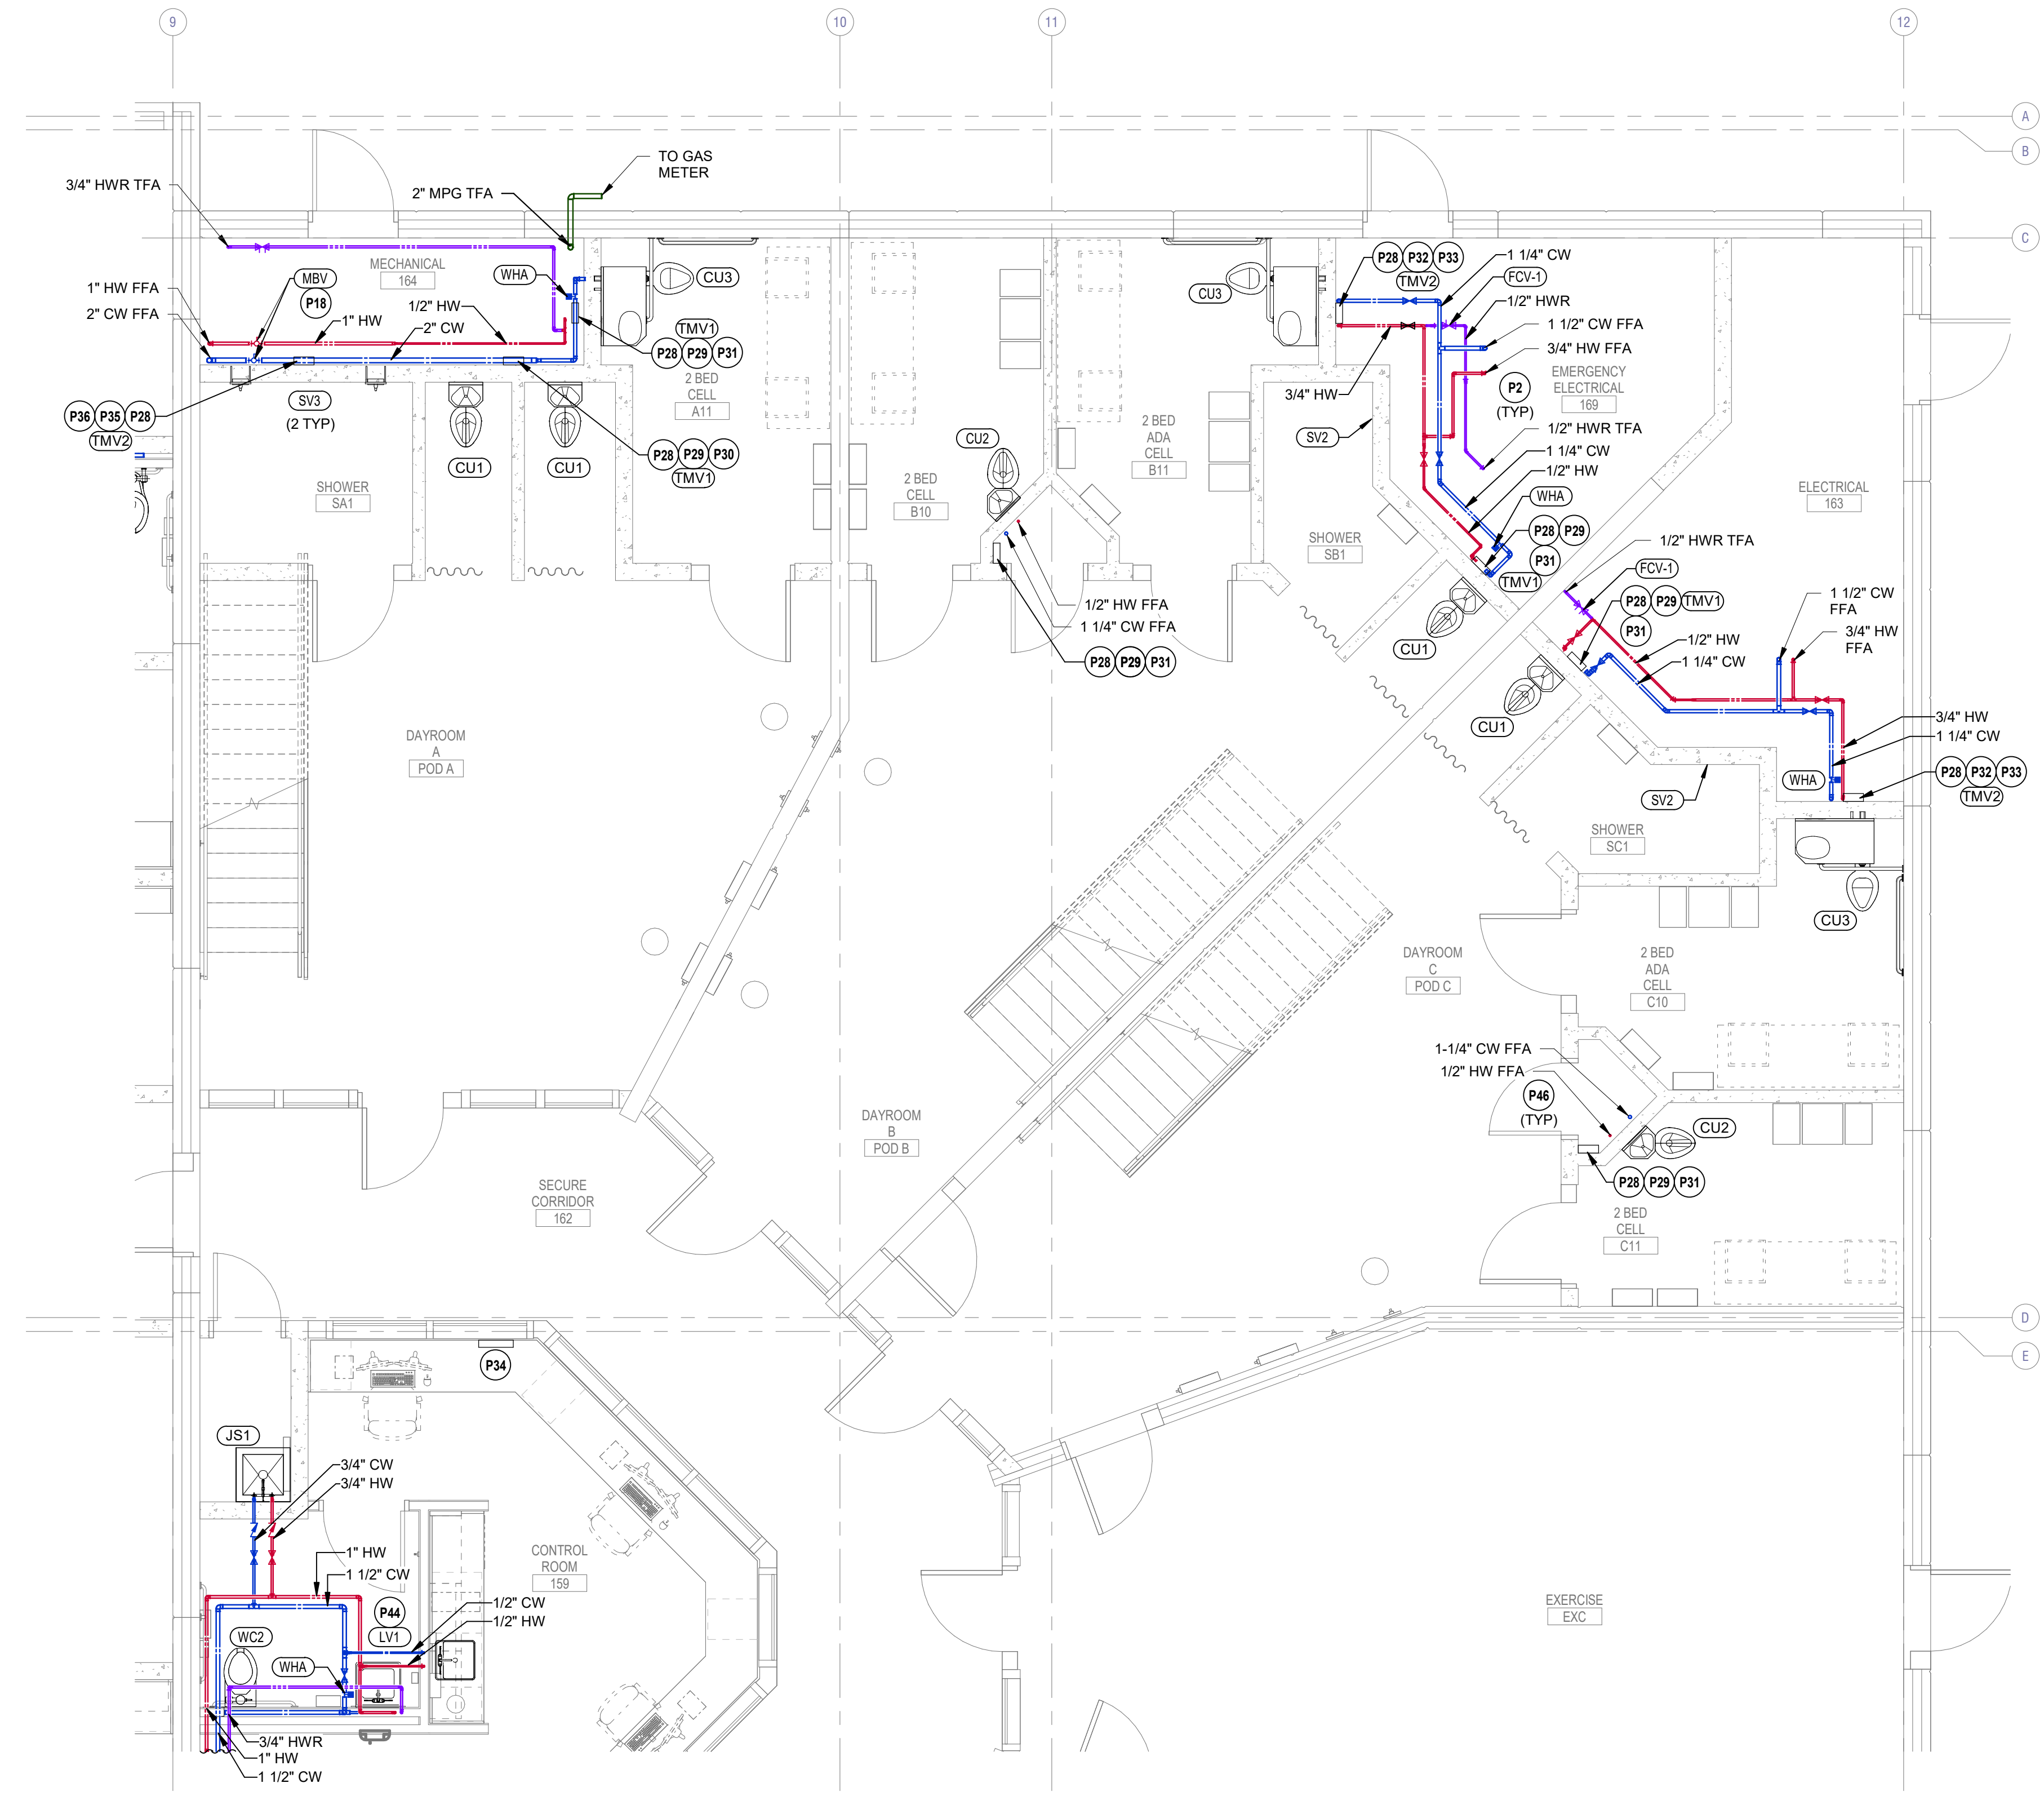 9
10
11
12
A
B
C
TO GAS
METER
3/4" HWR TFA
2" MPG TFA
MECHANICAL
164
WHA
CU3
MBV
P18
1" HW FFA
2" CW FFA
1" HW
2" CW
1/2" HW
TMV1
P28 P29 P31
2 BED
CELL
A11
SV3
(2 TYP)
P36 P35 P28
TMV2
CU1
CU1
P28 P29 P30
TMV1
SHOWER
SA1
2 BED
CELL
B10
CU2
2 BED
ADA
CELL
B11
CU3
P28 P32 P33
TMV2
1 1/4" CW
FCV-1
1/2" HWR
1 1/2" CW FFA
3/4" HW FFA
EMERGENCY
ELECTRICAL
169
P2
(TYP)
3/4" HW
SV2
1/2" HWR TFA
1 1/4" CW
1/2" HW
WHA
P28 P29
P31
TMV1
ELECTRICAL
163
SHOWER
SB1
1/2" HWR TFA
FCV-1
P28 P29 TMV1
P31
1 1/2" CW
FFA
3/4" HW
FFA
1/2" HW
1 1/4" CW
1/2" HW FFA
1 1/4" CW FFA
P28 P29 P31
CU1
CU1
3/4" HW
1 1/4" CW
WHA
P28 P32 P33
TMV2
SV2
SHOWER
SC1
CU3
DAYROOM
A
POD A
DAYROOM
C
POD C
2 BED
ADA
CELL
C10
1-1/4" CW FFA
1/2" HW FFA
P46
(TYP)
CU2
P28 P29 P31
2 BED
CELL
C11
DAYROOM
B
POD B
SECURE
CORRIDOR
162
D
E
P34
JS1
3/4" CW
3/4" HW
1" HW
1 1/2" CW
CONTROL
ROOM
159
P44
LV1
1/2" CW
1/2" HW
WC2
WHA
EXERCISE
EXC
3/4" HWR
1" HW
1 1/2" CW